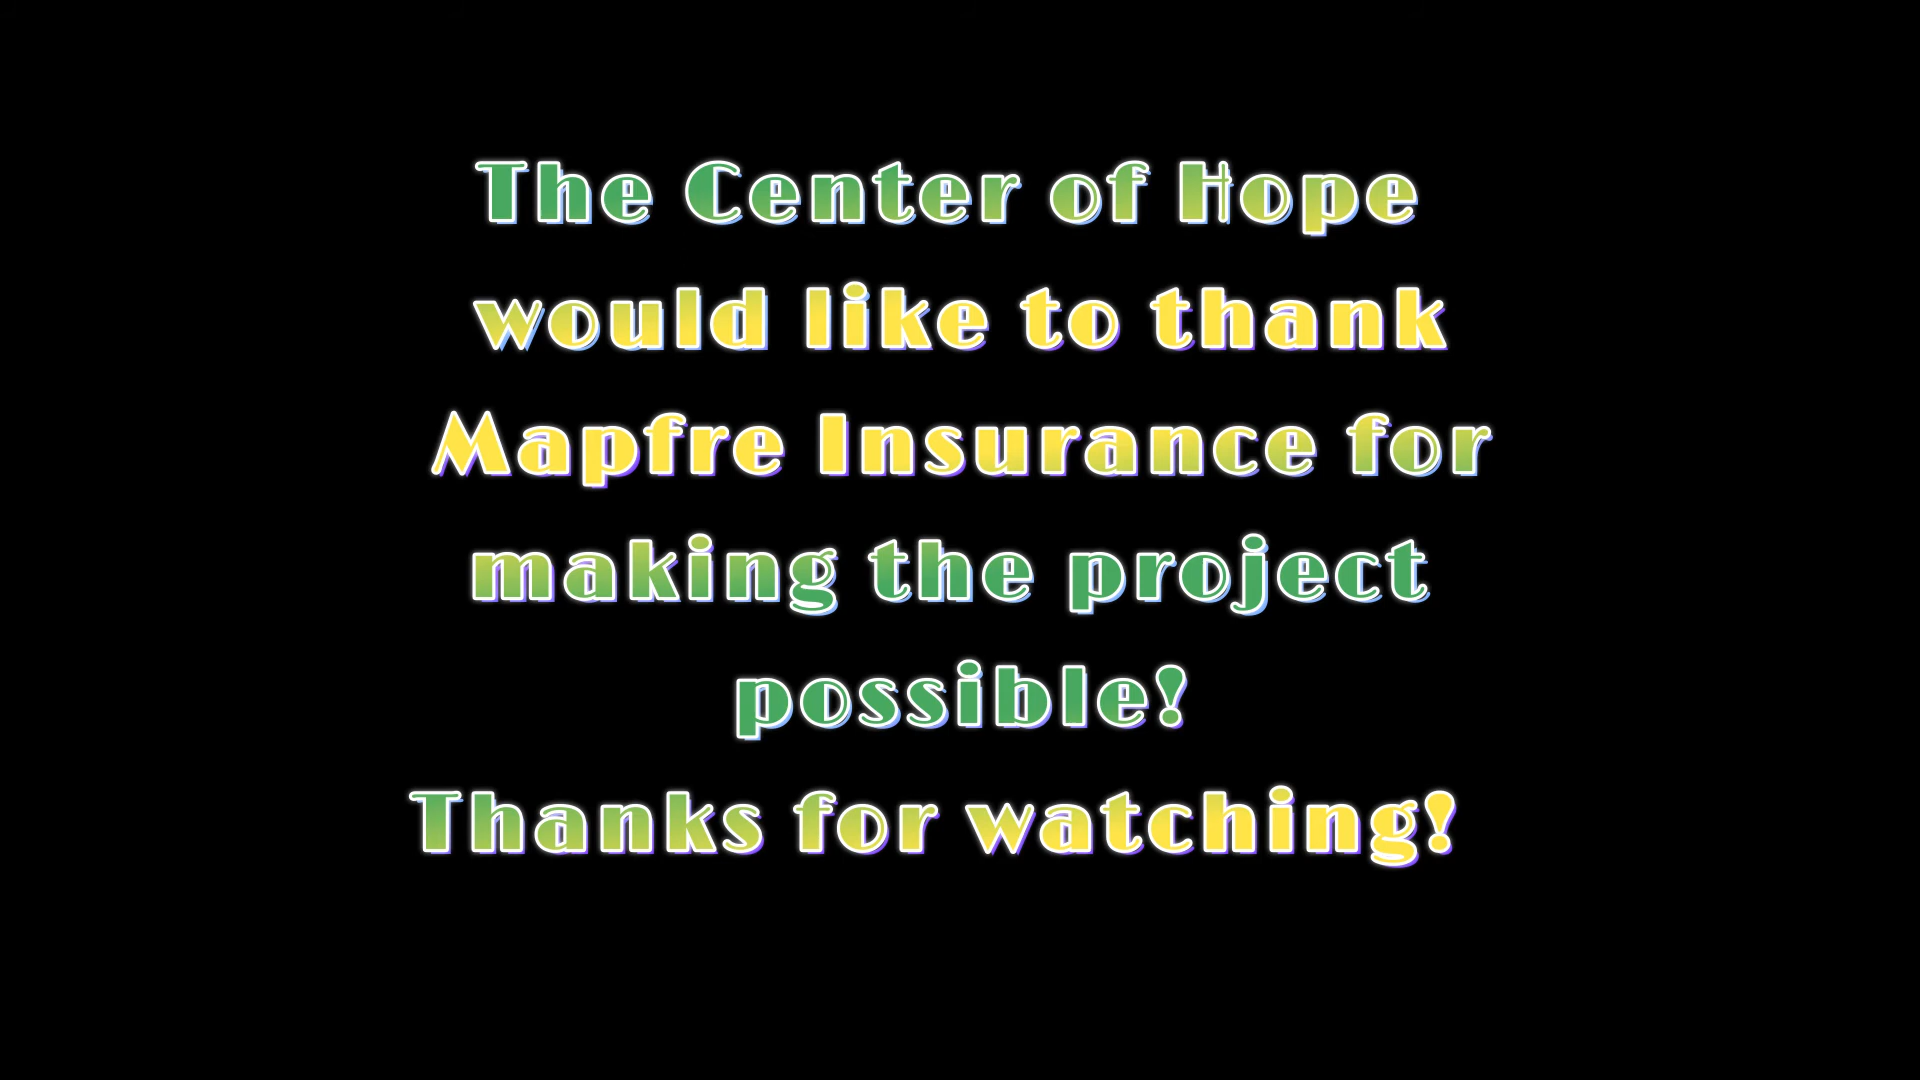 The Center of Hope
would like to thank
Mapfre Insurance for
making the project
possible!
Thanks for watching!